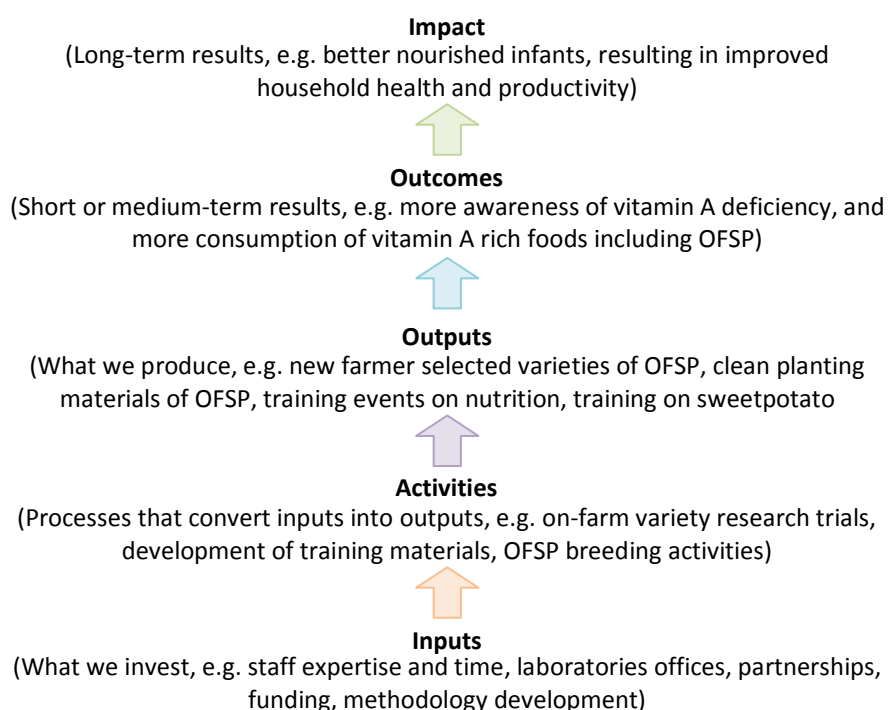 Impact
(Long-term results, e.g. better nourished infants, resulting in improved
household health and productivity)
Outcomes
(Short or medium-term results, e.g. more awareness of vitamin A deficiency, and
more consumption of vitamin A rich foods including OFSP)
Outputs
(What we produce, e.g. new farmer selected varieties of OFSP, clean planting
materials of OFSP, training events on nutrition, training on sweetpotato
Activities
(Processes that convert inputs into outputs, e.g. on-farm variety research trials,
development of training materials, OFSP breeding activities)
Inputs
(What we invest, e.g. staff expertise and time, laboratories offices, partnerships,
funding, methodology development)